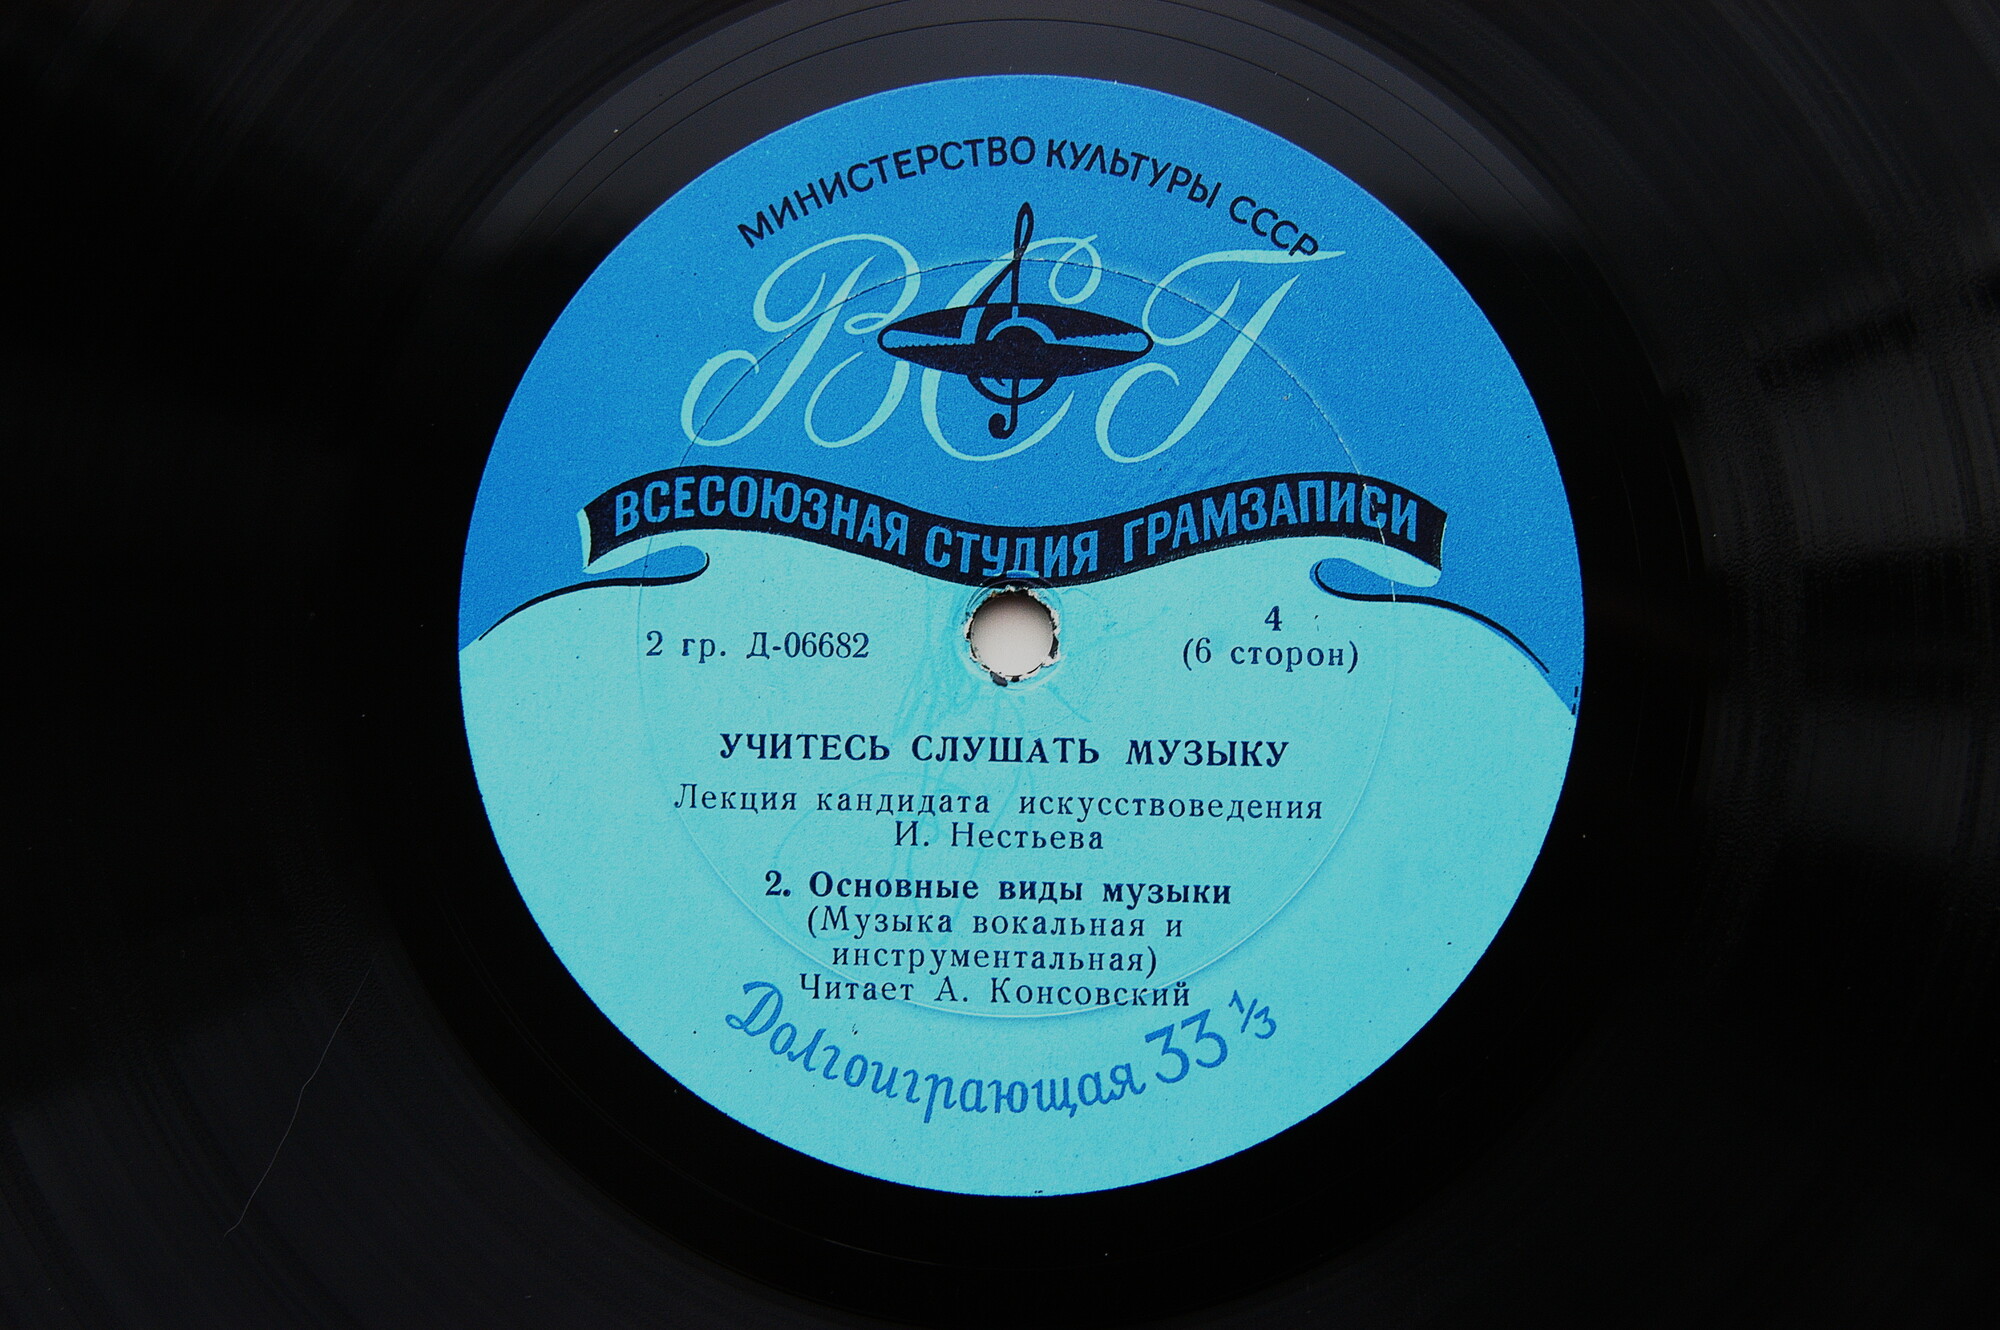 МИНИСТЕРСТВО КУЛЬТУРЫ СССР
ВСГ
ВСЕСОЮЗНАЯ СТУДИЯ ГРАМЗАПИСИ
2 гр. Д-06682
4
(6 сторон)
УЧИТЕСЬ СЛУШАТЬ МУЗЫКУ
Лекция кандидата искусствоведения
И. Нестьева
2. Основные виды музыки
(Музыка вокальная и
инструментальная)
Читает А. Консовский
Долгоиграющая 33 1/3